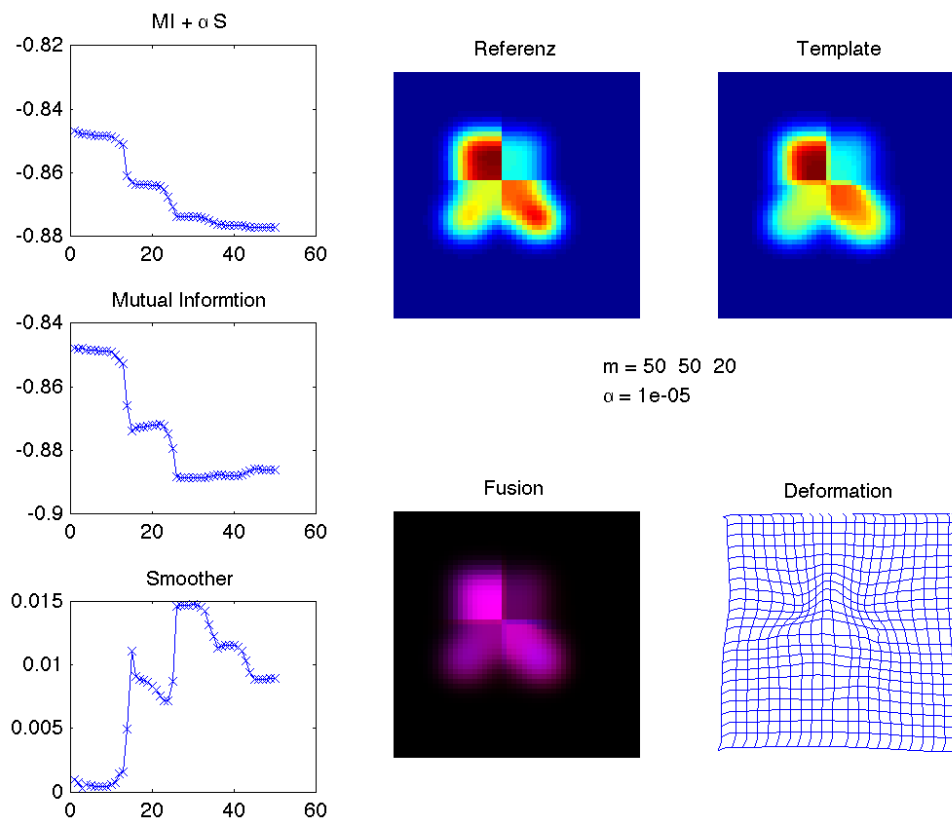 MI + α S
-0.82
-0.84
-0.86
-0.88
0 20 40 60
Mutual Informtion
-0.84
-0.86
-0.88
-0.9
0 20 40 60
Smoother
0.015
0.01
0.005
0
0 20 40 60
Referenz
Template
m = 50 50 20
α = 1e-05
Fusion
Deformation